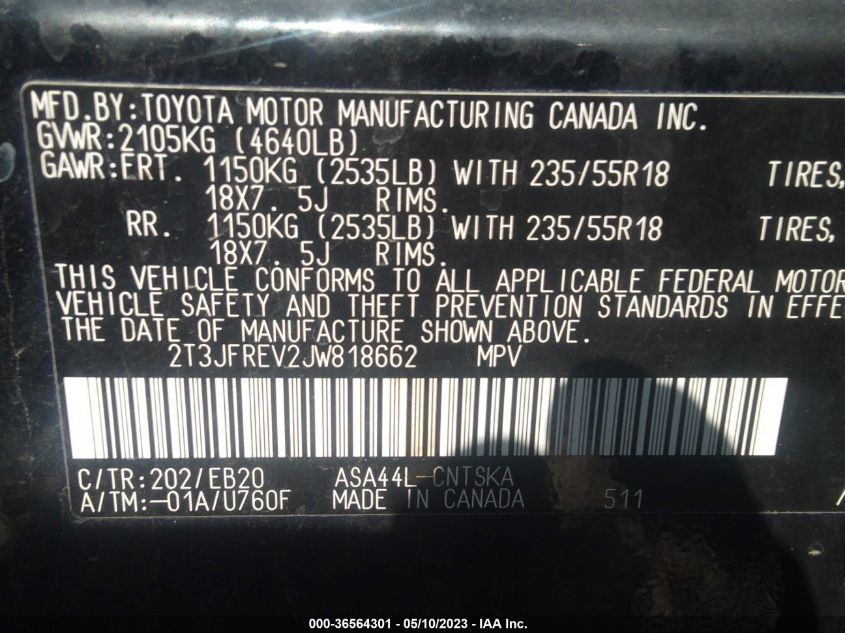 MFD.BY:TOYOTA MOTOR MANUFACTURING CANADA INC.
GVWR:2105KG (4640LB)
GAWR:FRT. 1150KG (2535LB) WITH 235/55R18 TIRES,
18X7. 5J RIMS.
RR. 1150KG (2535LB) WITH 235/55R18 TIRES,
18X7. 5J RIMS.
THIS VEHICLE CONFORMS TO ALL APPLICABLE FEDERAL MOTOR
VEHICLE SAFETY AND THEFT PREVENTION STANDARDS IN EFFE
THE DATE OF MANUFACTURE SHOWN ABOVE.
2T3JFREV2JW818662 MPV
C/TR:202/EB20 ASA44L-CNTSKA
A/TM:-01A/U760F MADE IN CANADA 511
000-36564301 - 05/10/2023 - IAA Inc.